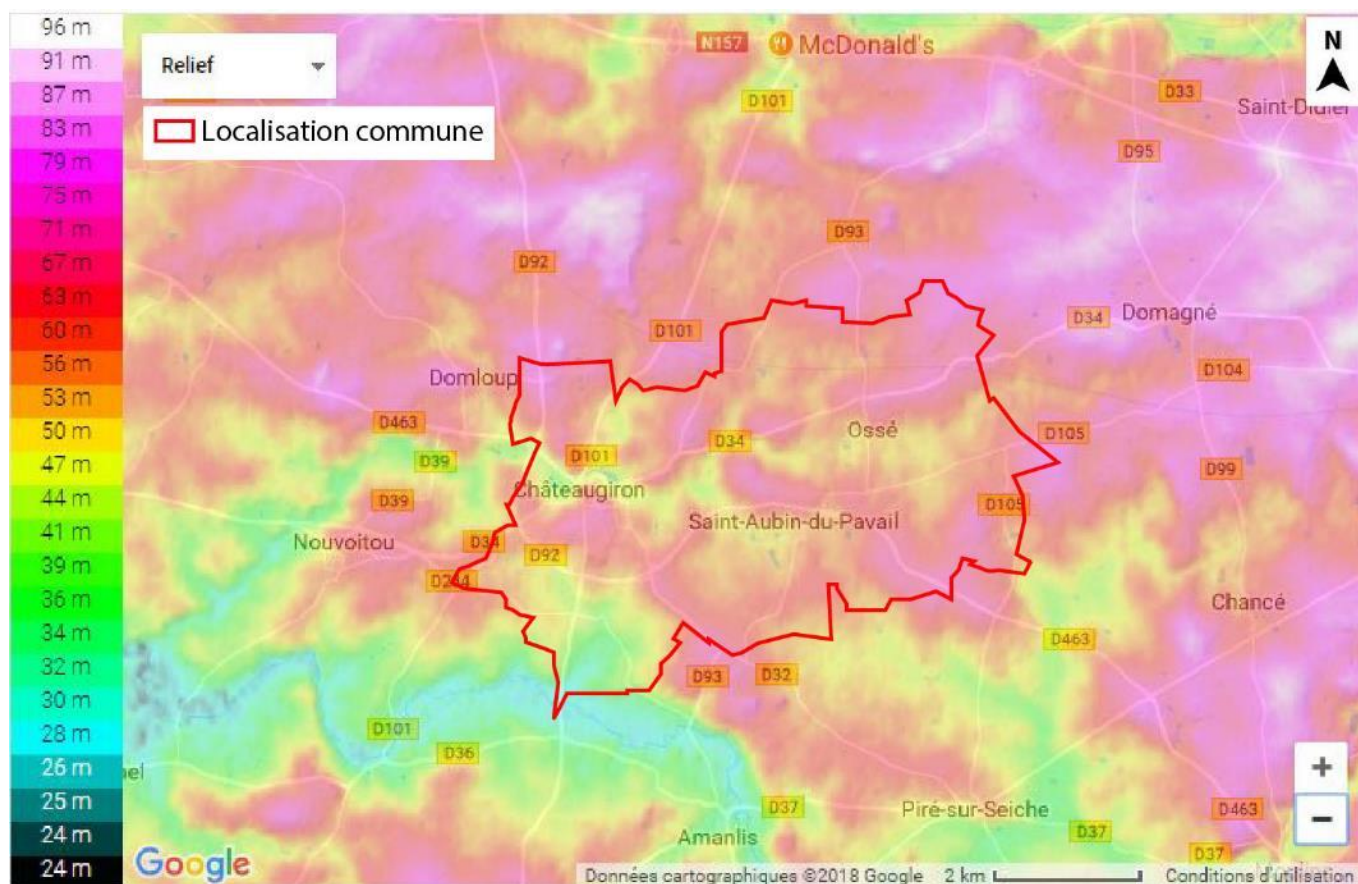 96 m
91 m
87 m
83 m
79 m
75 m
71 m
67 m
63 m
60 m
56 m
53 m
50 m
47 m
44 m
41 m
39 m
36 m
34 m
32 m
30 m
28 m
26 m
25 m
24 m
24 m
Relief
Localisation commune
N
N157
McDonald's
D101
D33
Saint-Didier
D95
D93
D92
D34
Domagné
D101
D104
Domloup
D463
D34
Ossé
D105
D39
D101
D99
Châteaugiron
D39
D105
Saint-Aubin-du-Pavail
Nouvoitou
D34
D92
D234
Chancé
D463
D93
D32
D101
D36
nel
+
−
D37
Piré-sur-Seiche
D463
Amanlis
D37
D37
Google
Données cartographiques ©2018 Google 2 km Conditions d'utilisation